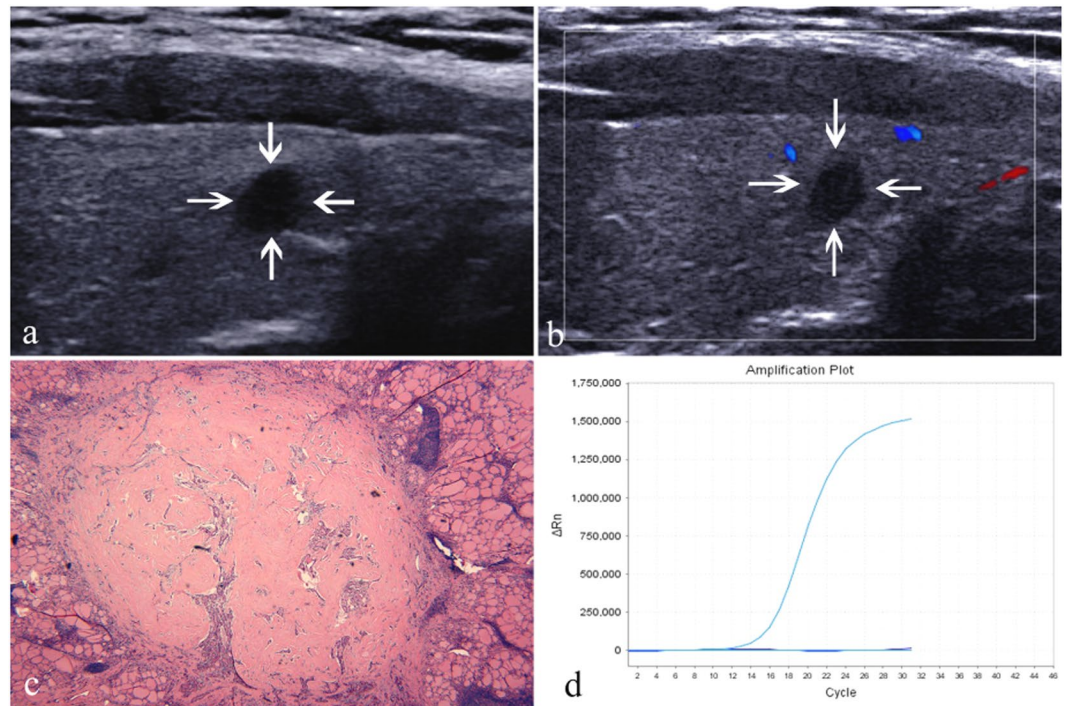 a
b
c
d
Amplification Plot
1,750,000
1,500,000
1,250,000
1,000,000
750,000
500,000
250,000
0
ΔRn
2 4 6 8 10 12 14 16 18 20 22 24 26 28 30 32 34 36 38 40 42 44 46
Cycle